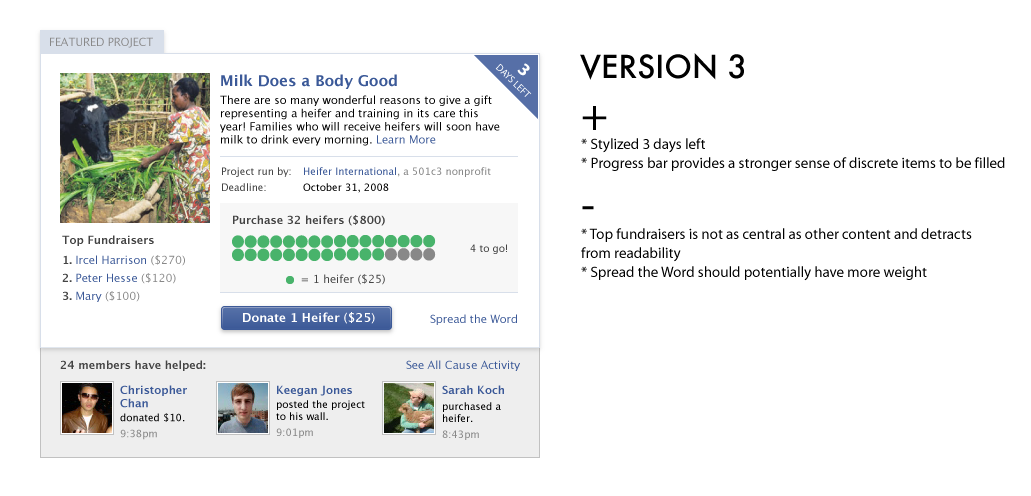 FEATURED PROJECT
3
DAYS LEFT
Milk Does a Body Good
There are so many wonderful reasons to give a gift
representing a heifer and training in its care this
year! Families who will receive heifers will soon have
milk to drink every morning. Learn More
Project run by: Heifer International, a 501c3 nonprofit
Deadline: October 31, 2008
Purchase 32 heifers ($800)
4 to go!
= 1 heifer ($25)
Top Fundraisers
1. Ircel Harrison ($270)
2. Peter Hesse ($120)
3. Mary ($100)
Donate 1 Heifer ($25)
Spread the Word
24 members have helped:
See All Cause Activity
Christopher
Chan
donated $10.
9:38pm
Keegan Jones
posted the project
to his wall.
9:01pm
Sarah Koch
purchased a
heifer.
8:43pm
VERSION 3
+
* Stylized 3 days left
* Progress bar provides a stronger sense of discrete items to be filled
-
* Top fundraisers is not as central as other content and detracts
from readability
* Spread the Word should potentially have more weight